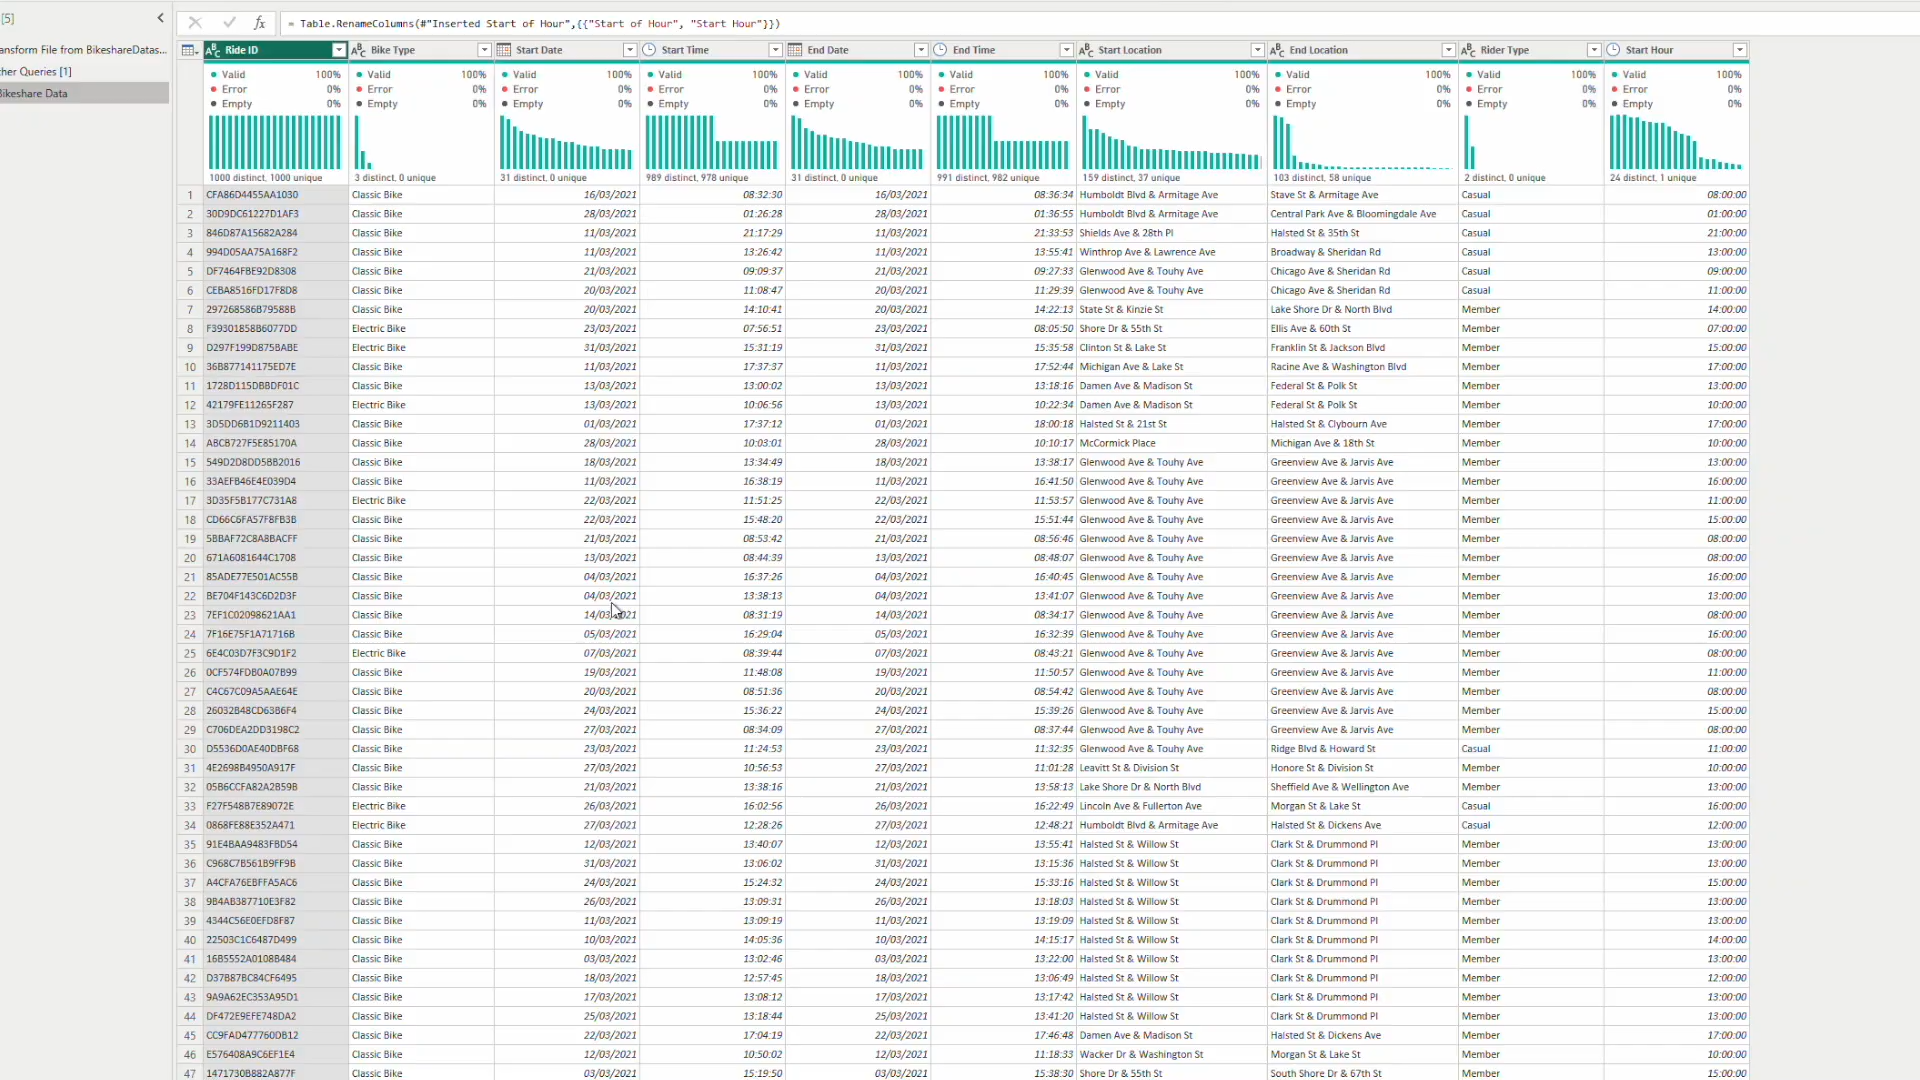 [5]
ansform File from BikeshareDatas...
her Queries [1]
Bikeshare Data
fx
= Table.RenameColumns(#"Inserted Start of Hour",{{"Start of Hour", "Start Hour"}})
Ride ID Bike Type Start Date Start Time End Date End Time Start Location End Location Rider Type Start Hour
Valid 100% Valid 100% Valid 100% Valid 100% Valid 100% Valid 100% Valid 100% Valid 100% Valid 100% Valid 100%
Error 0% Error 0% Error 0% Error 0% Error 0% Error 0% Error 0% Error 0% Error 0% Error 0%
Empty 0% Empty 0% Empty 0% Empty 0% Empty 0% Empty 0% Empty 0% Empty 0% Empty 0% Empty 0%
1000 distinct, 1000 unique 3 distinct, 0 unique 31 distinct, 0 unique 989 distinct, 978 unique 31 distinct, 0 unique 991 distinct, 982 unique 159 distinct, 37 unique 103 distinct, 58 unique 2 distinct, 0 unique 24 distinct, 1 unique
1 CFA86D4455AA1030 Classic Bike 16/03/2021 08:32:30 16/03/2021 08:36:34 Humboldt Blvd & Armitage Ave Stave St & Armitage Ave Casual 08:00:00
2 30D9DC61227D1AF3 Classic Bike 28/03/2021 01:26:28 28/03/2021 01:36:55 Humboldt Blvd & Armitage Ave Central Park Ave & Bloomingdale Ave Casual 01:00:00
3 846D87A15682A284 Classic Bike 11/03/2021 21:17:29 11/03/2021 21:33:53 Shields Ave & 28th Pl Halsted St & 35th St Casual 21:00:00
4 994D05AA75A168F2 Classic Bike 11/03/2021 13:26:42 11/03/2021 13:55:41 Winthrop Ave & Lawrence Ave Broadway & Sheridan Rd Casual 13:00:00
5 DF7464FBE92D8308 Classic Bike 21/03/2021 09:09:37 21/03/2021 09:27:33 Glenwood Ave & Touhy Ave Chicago Ave & Sheridan Rd Casual 09:00:00
6 CEBA8516FD17F8D8 Classic Bike 20/03/2021 11:08:47 20/03/2021 11:29:39 Glenwood Ave & Touhy Ave Chicago Ave & Sheridan Rd Casual 11:00:00
7 297268586B79588B Classic Bike 20/03/2021 14:10:41 20/03/2021 14:22:13 State St & Kinzie St Lake Shore Dr & North Blvd Member 14:00:00
8 F39301858B6077DD Electric Bike 23/03/2021 07:56:51 23/03/2021 08:05:50 Shore Dr & 55th St Ellis Ave & 60th St Member 07:00:00
9 D297F199D875BABE Electric Bike 31/03/2021 15:31:19 31/03/2021 15:35:58 Clinton St & Lake St Franklin St & Jackson Blvd Member 15:00:00
10 36B877141175ED7E Classic Bike 11/03/2021 17:37:37 11/03/2021 17:52:44 Michigan Ave & Lake St Racine Ave & Washington Blvd Member 17:00:00
11 1728D115DBBDF01C Classic Bike 13/03/2021 13:00:02 13/03/2021 13:18:16 Damen Ave & Madison St Federal St & Polk St Member 13:00:00
12 42179FE11265F287 Electric Bike 13/03/2021 10:06:56 13/03/2021 10:22:34 Damen Ave & Madison St Federal St & Polk St Member 10:00:00
13 3D5DD6B1D9211403 Classic Bike 01/03/2021 17:37:12 01/03/2021 18:00:18 Halsted St & 21st St Halsted St & Clybourn Ave Member 17:00:00
14 ABCB727F5E85170A Classic Bike 28/03/2021 10:03:01 28/03/2021 10:10:17 McCormick Place Michigan Ave & 18th St Member 10:00:00
15 549D2D8DD5BB2016 Classic Bike 18/03/2021 13:34:49 18/03/2021 13:38:17 Glenwood Ave & Touhy Ave Greenview Ave & Jarvis Ave Member 13:00:00
16 33AEFB46E4E039D4 Classic Bike 11/03/2021 16:38:19 11/03/2021 16:41:50 Glenwood Ave & Touhy Ave Greenview Ave & Jarvis Ave Member 16:00:00
17 3D35F5B177C731A8 Electric Bike 22/03/2021 11:51:25 22/03/2021 11:53:57 Glenwood Ave & Touhy Ave Greenview Ave & Jarvis Ave Member 11:00:00
18 CD66C6FA57F8FB3B Classic Bike 22/03/2021 15:48:20 22/03/2021 15:51:44 Glenwood Ave & Touhy Ave Greenview Ave & Jarvis Ave Member 15:00:00
19 5BBAF72C8A8BACFF Classic Bike 21/03/2021 08:53:42 21/03/2021 08:56:46 Glenwood Ave & Touhy Ave Greenview Ave & Jarvis Ave Member 08:00:00
20 671A6081644C1708 Classic Bike 13/03/2021 08:44:39 13/03/2021 08:48:07 Glenwood Ave & Touhy Ave Greenview Ave & Jarvis Ave Member 08:00:00
21 85ADE77E501AC55B Classic Bike 04/03/2021 16:37:26 04/03/2021 16:40:45 Glenwood Ave & Touhy Ave Greenview Ave & Jarvis Ave Member 16:00:00
22 BE704F143C6D2D3F Classic Bike 04/03/2021 13:38:13 04/03/2021 13:41:07 Glenwood Ave & Touhy Ave Greenview Ave & Jarvis Ave Member 13:00:00
23 7EF1C02098621AA1 Classic Bike 14/03/2021 08:31:19 14/03/2021 08:34:17 Glenwood Ave & Touhy Ave Greenview Ave & Jarvis Ave Member 08:00:00
24 7F16E75F1A71716B Classic Bike 05/03/2021 16:29:04 05/03/2021 16:32:39 Glenwood Ave & Touhy Ave Greenview Ave & Jarvis Ave Member 16:00:00
25 6E4C03D7F3C9D1F2 Electric Bike 07/03/2021 08:39:44 07/03/2021 08:43:21 Glenwood Ave & Touhy Ave Greenview Ave & Jarvis Ave Member 08:00:00
26 0CF574FDB0A07B99 Classic Bike 19/03/2021 11:48:08 19/03/2021 11:50:57 Glenwood Ave & Touhy Ave Greenview Ave & Jarvis Ave Member 11:00:00
27 C4C67C09A5AAE64E Classic Bike 20/03/2021 08:51:36 20/03/2021 08:54:42 Glenwood Ave & Touhy Ave Greenview Ave & Jarvis Ave Member 08:00:00
28 26032B48CD63B6F4 Classic Bike 24/03/2021 15:36:22 24/03/2021 15:39:26 Glenwood Ave & Touhy Ave Greenview Ave & Jarvis Ave Member 15:00:00
29 C706DEA2DD3198C2 Classic Bike 27/03/2021 08:34:09 27/03/2021 08:37:44 Glenwood Ave & Touhy Ave Greenview Ave & Jarvis Ave Member 08:00:00
30 D5536D0AE40DBF68 Classic Bike 23/03/2021 11:24:53 23/03/2021 11:32:35 Glenwood Ave & Touhy Ave Ridge Blvd & Howard St Casual 11:00:00
31 4E2698B4950A917F Classic Bike 27/03/2021 10:56:53 27/03/2021 11:01:28 Leavitt St & Division St Honore St & Division St Member 10:00:00
32 05B6CCFA82A2B59B Classic Bike 21/03/2021 13:38:16 21/03/2021 13:58:13 Lake Shore Dr & North Blvd Sheffield Ave & Wellington Ave Member 13:00:00
33 F27F548B7E89072E Electric Bike 26/03/2021 16:02:56 26/03/2021 16:22:49 Lincoln Ave & Fullerton Ave Morgan St & Lake St Casual 16:00:00
34 0868FE88E352A471 Electric Bike 27/03/2021 12:28:26 27/03/2021 12:48:21 Humboldt Blvd & Armitage Ave Halsted St & Dickens Ave Casual 12:00:00
35 91E4BAA9483FBD54 Classic Bike 12/03/2021 13:40:07 12/03/2021 13:55:41 Halsted St & Willow St Clark St & Drummond Pl Member 13:00:00
36 C968C7B561B9FF9B Classic Bike 31/03/2021 13:06:02 31/03/2021 13:15:36 Halsted St & Willow St Clark St & Drummond Pl Member 13:00:00
37 A4CFA76EBFFA5AC6 Classic Bike 24/03/2021 15:24:32 24/03/2021 15:33:16 Halsted St & Willow St Clark St & Drummond Pl Member 15:00:00
38 9B4AB387710E3F82 Classic Bike 26/03/2021 13:09:31 26/03/2021 13:18:03 Halsted St & Willow St Clark St & Drummond Pl Member 13:00:00
39 4344C56E0EFD8F87 Classic Bike 11/03/2021 13:09:19 11/03/2021 13:19:09 Halsted St & Willow St Clark St & Drummond Pl Member 13:00:00
40 22503C1C6487D499 Classic Bike 10/03/2021 14:05:36 10/03/2021 14:15:17 Halsted St & Willow St Clark St & Drummond Pl Member 14:00:00
41 16B5552A0108B484 Classic Bike 03/03/2021 13:02:46 03/03/2021 13:22:00 Halsted St & Willow St Clark St & Drummond Pl Member 13:00:00
42 D37B87BC84CF6495 Classic Bike 18/03/2021 12:57:45 18/03/2021 13:06:49 Halsted St & Willow St Clark St & Drummond Pl Member 12:00:00
43 9A9A62EC353A95D1 Classic Bike 17/03/2021 13:08:12 17/03/2021 13:17:42 Halsted St & Willow St Clark St & Drummond Pl Member 13:00:00
44 DF472E9EFE748DA2 Classic Bike 25/03/2021 13:18:44 25/03/2021 13:41:20 Halsted St & Willow St Clark St & Drummond Pl Member 13:00:00
45 CC9FAD477760DB12 Classic Bike 22/03/2021 17:04:19 22/03/2021 17:46:48 Damen Ave & Madison St Halsted St & Dickens Ave Member 17:00:00
46 E576408A9C6EF1E4 Classic Bike 12/03/2021 10:50:02 12/03/2021 11:18:33 Wacker Dr & Washington St Morgan St & Lake St Member 10:00:00
47 1471730B882A877F Classic Bike 03/03/2021 15:19:50 03/03/2021 15:38:30 Shore Dr & 55th St South Shore Dr & 67th St Member 15:00:00